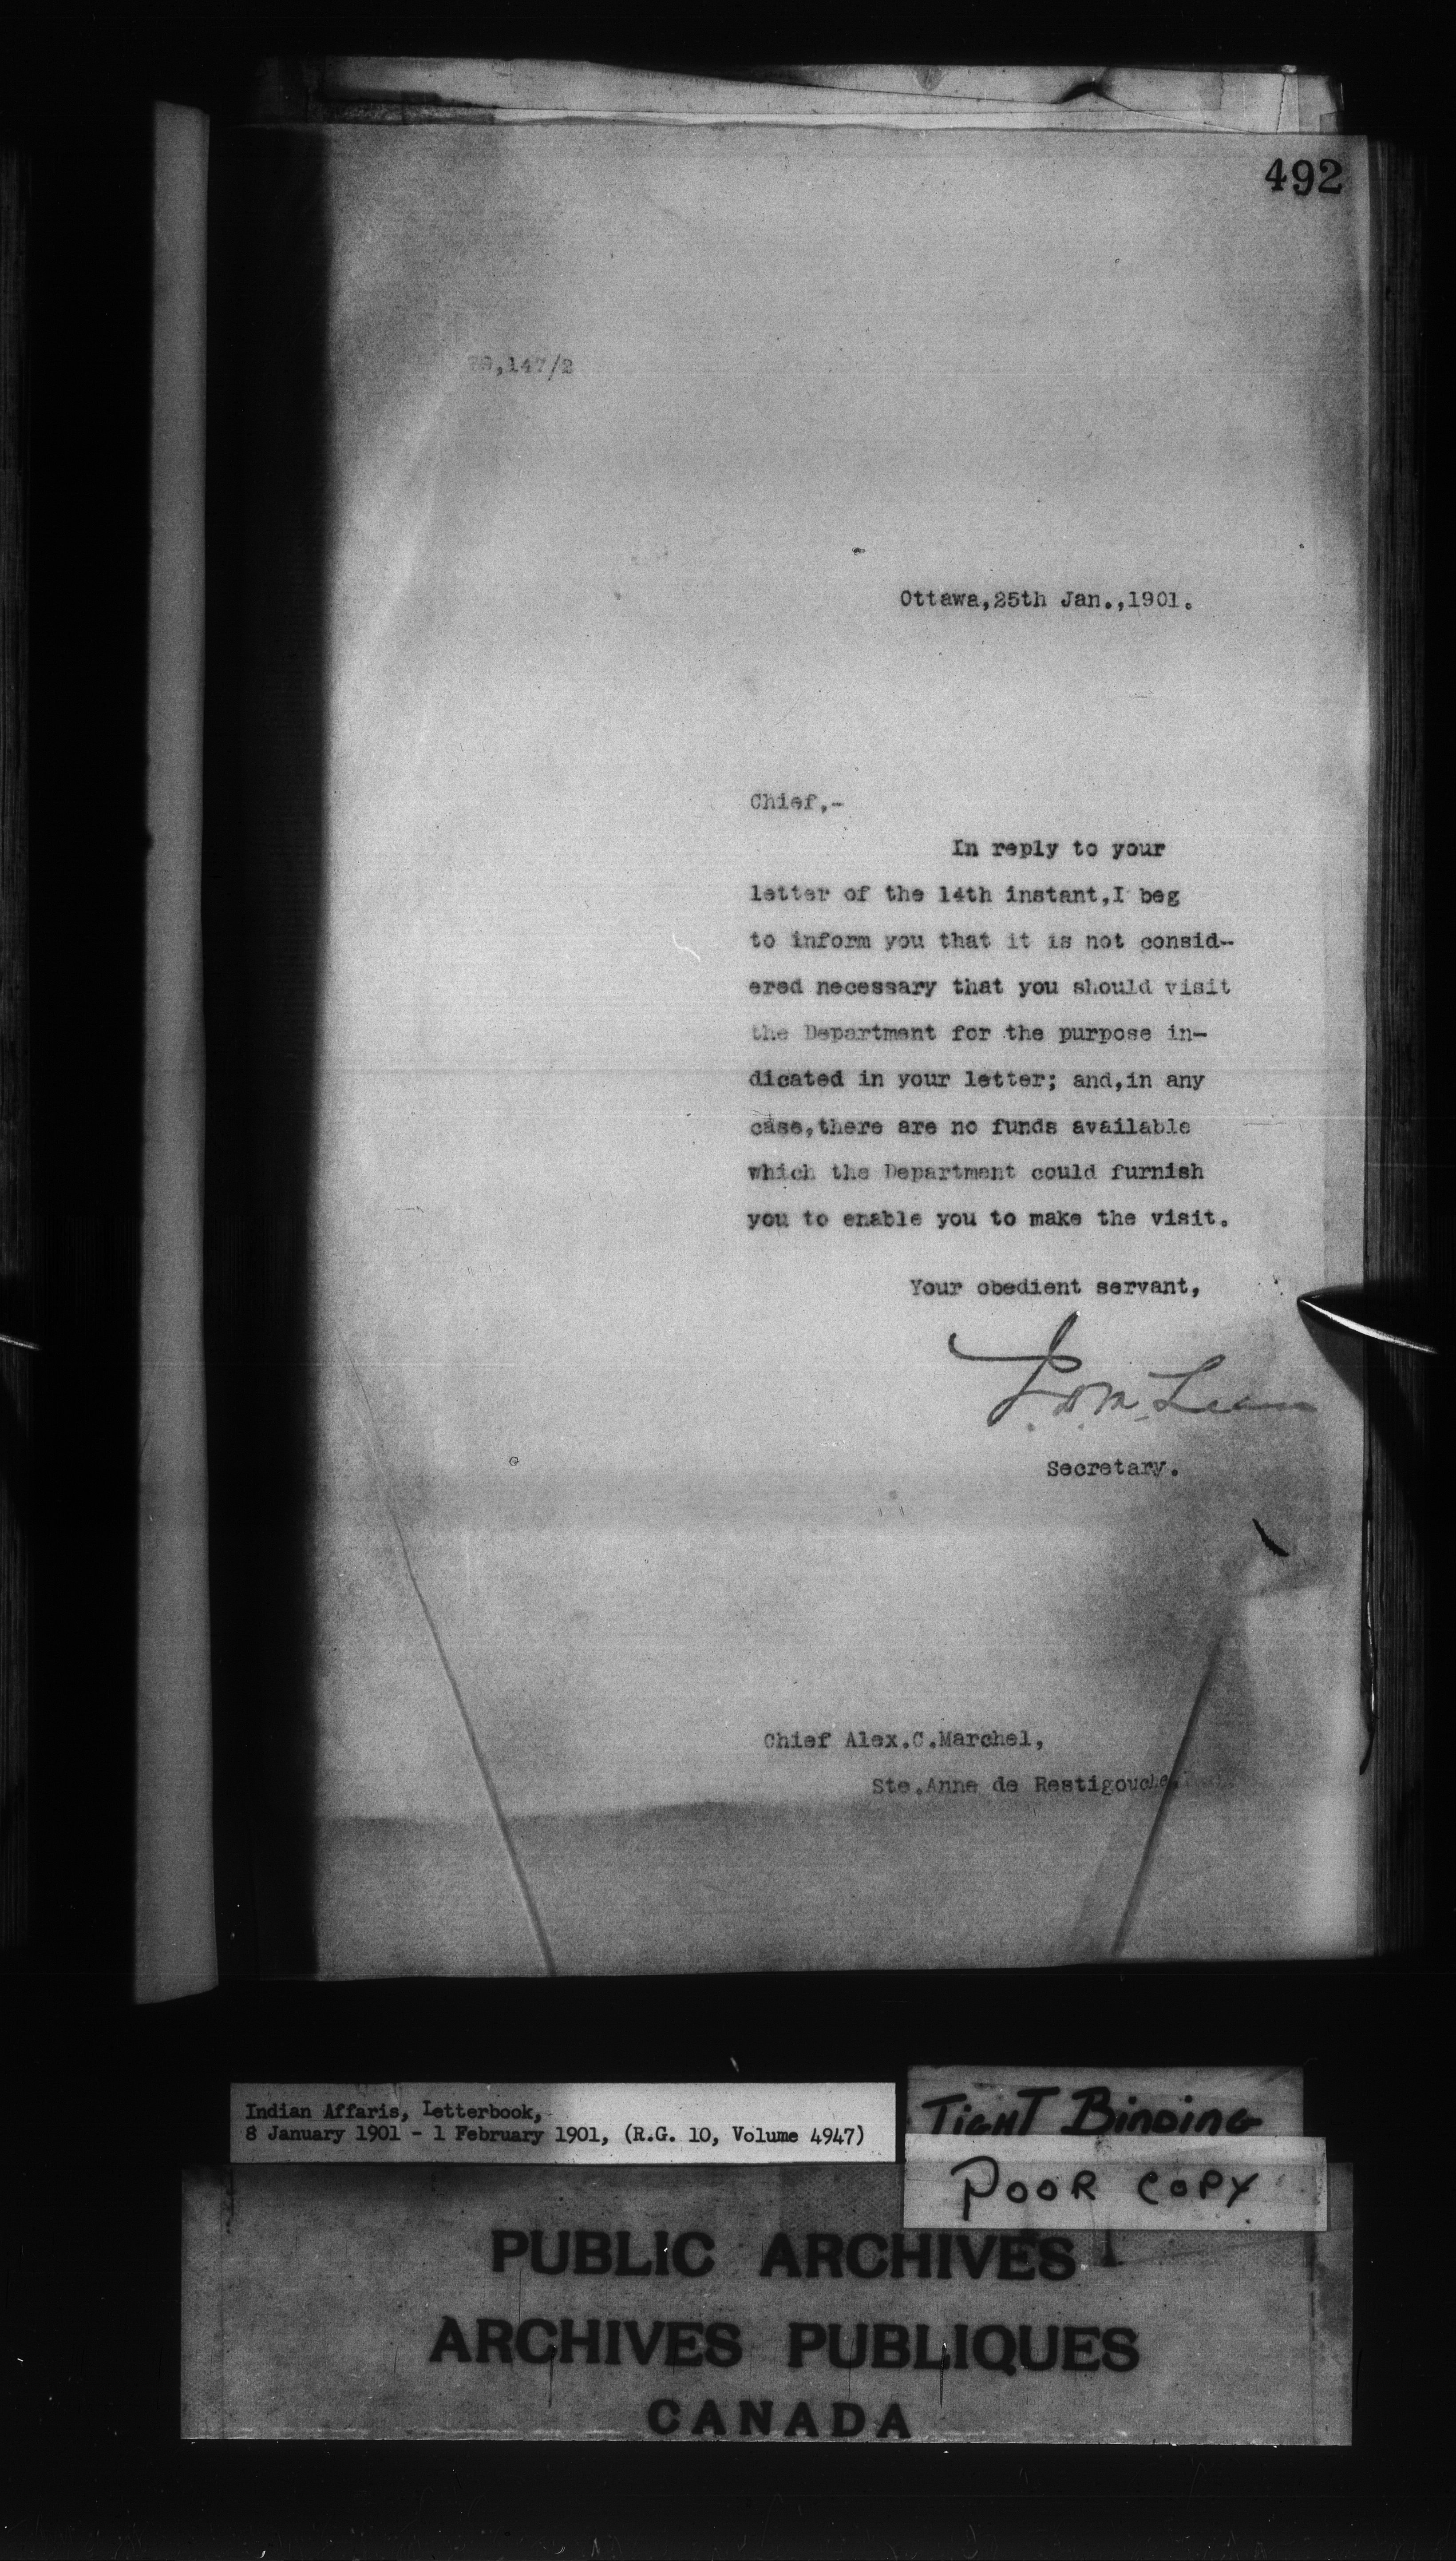 492
,147/2
Ottawa,25th Jan.,1901.
Chief,-
In reply to your
letter of the 14th instant,I beg
to inform you that it is not consid-
ered necessary that you should visit
the Department for the purpose in-
dicated in your letter; and,in any
case,there are no funds available
which the Department could furnish
you to enable you to make the visit.
Your obedient servant,
J. D. McLean
Secretary.
Chief Alex.C.Marchel,
Ste.Anne de Restigouche,
Indian Affaris, Letterbook,
8 January 1901 - 1 February 1901, (R.G. 10, Volume 4947)
TIGHT BINDING
POOR COPY
PUBLIC ARCHIVES
ARCHIVES PUBLIQUES
CANADA